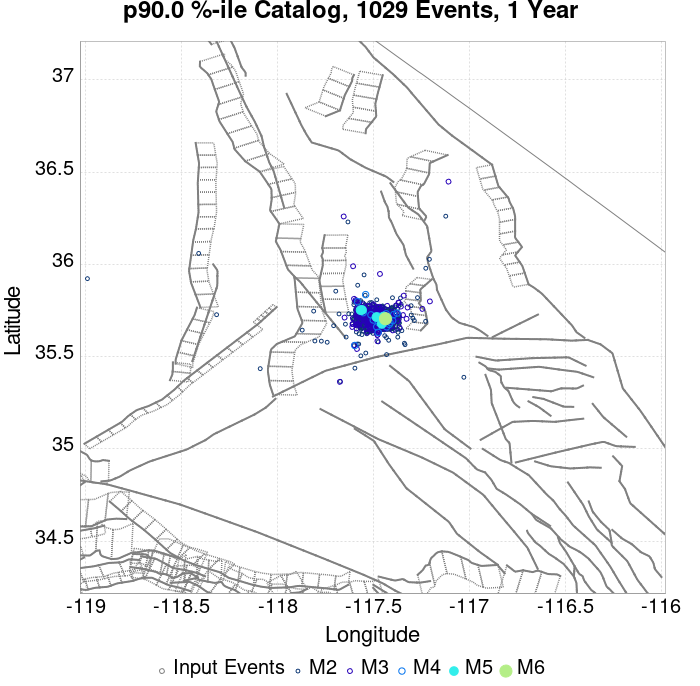 p90.0 %-ile Catalog, 1029 Events, 1 Year
37
36.5
36
35.5
35
34.5
Latitude
-119 -118.5 -118 -117.5 -117 -116.5 -116
Longitude
Input Events M2 M3 M4 M5 M6